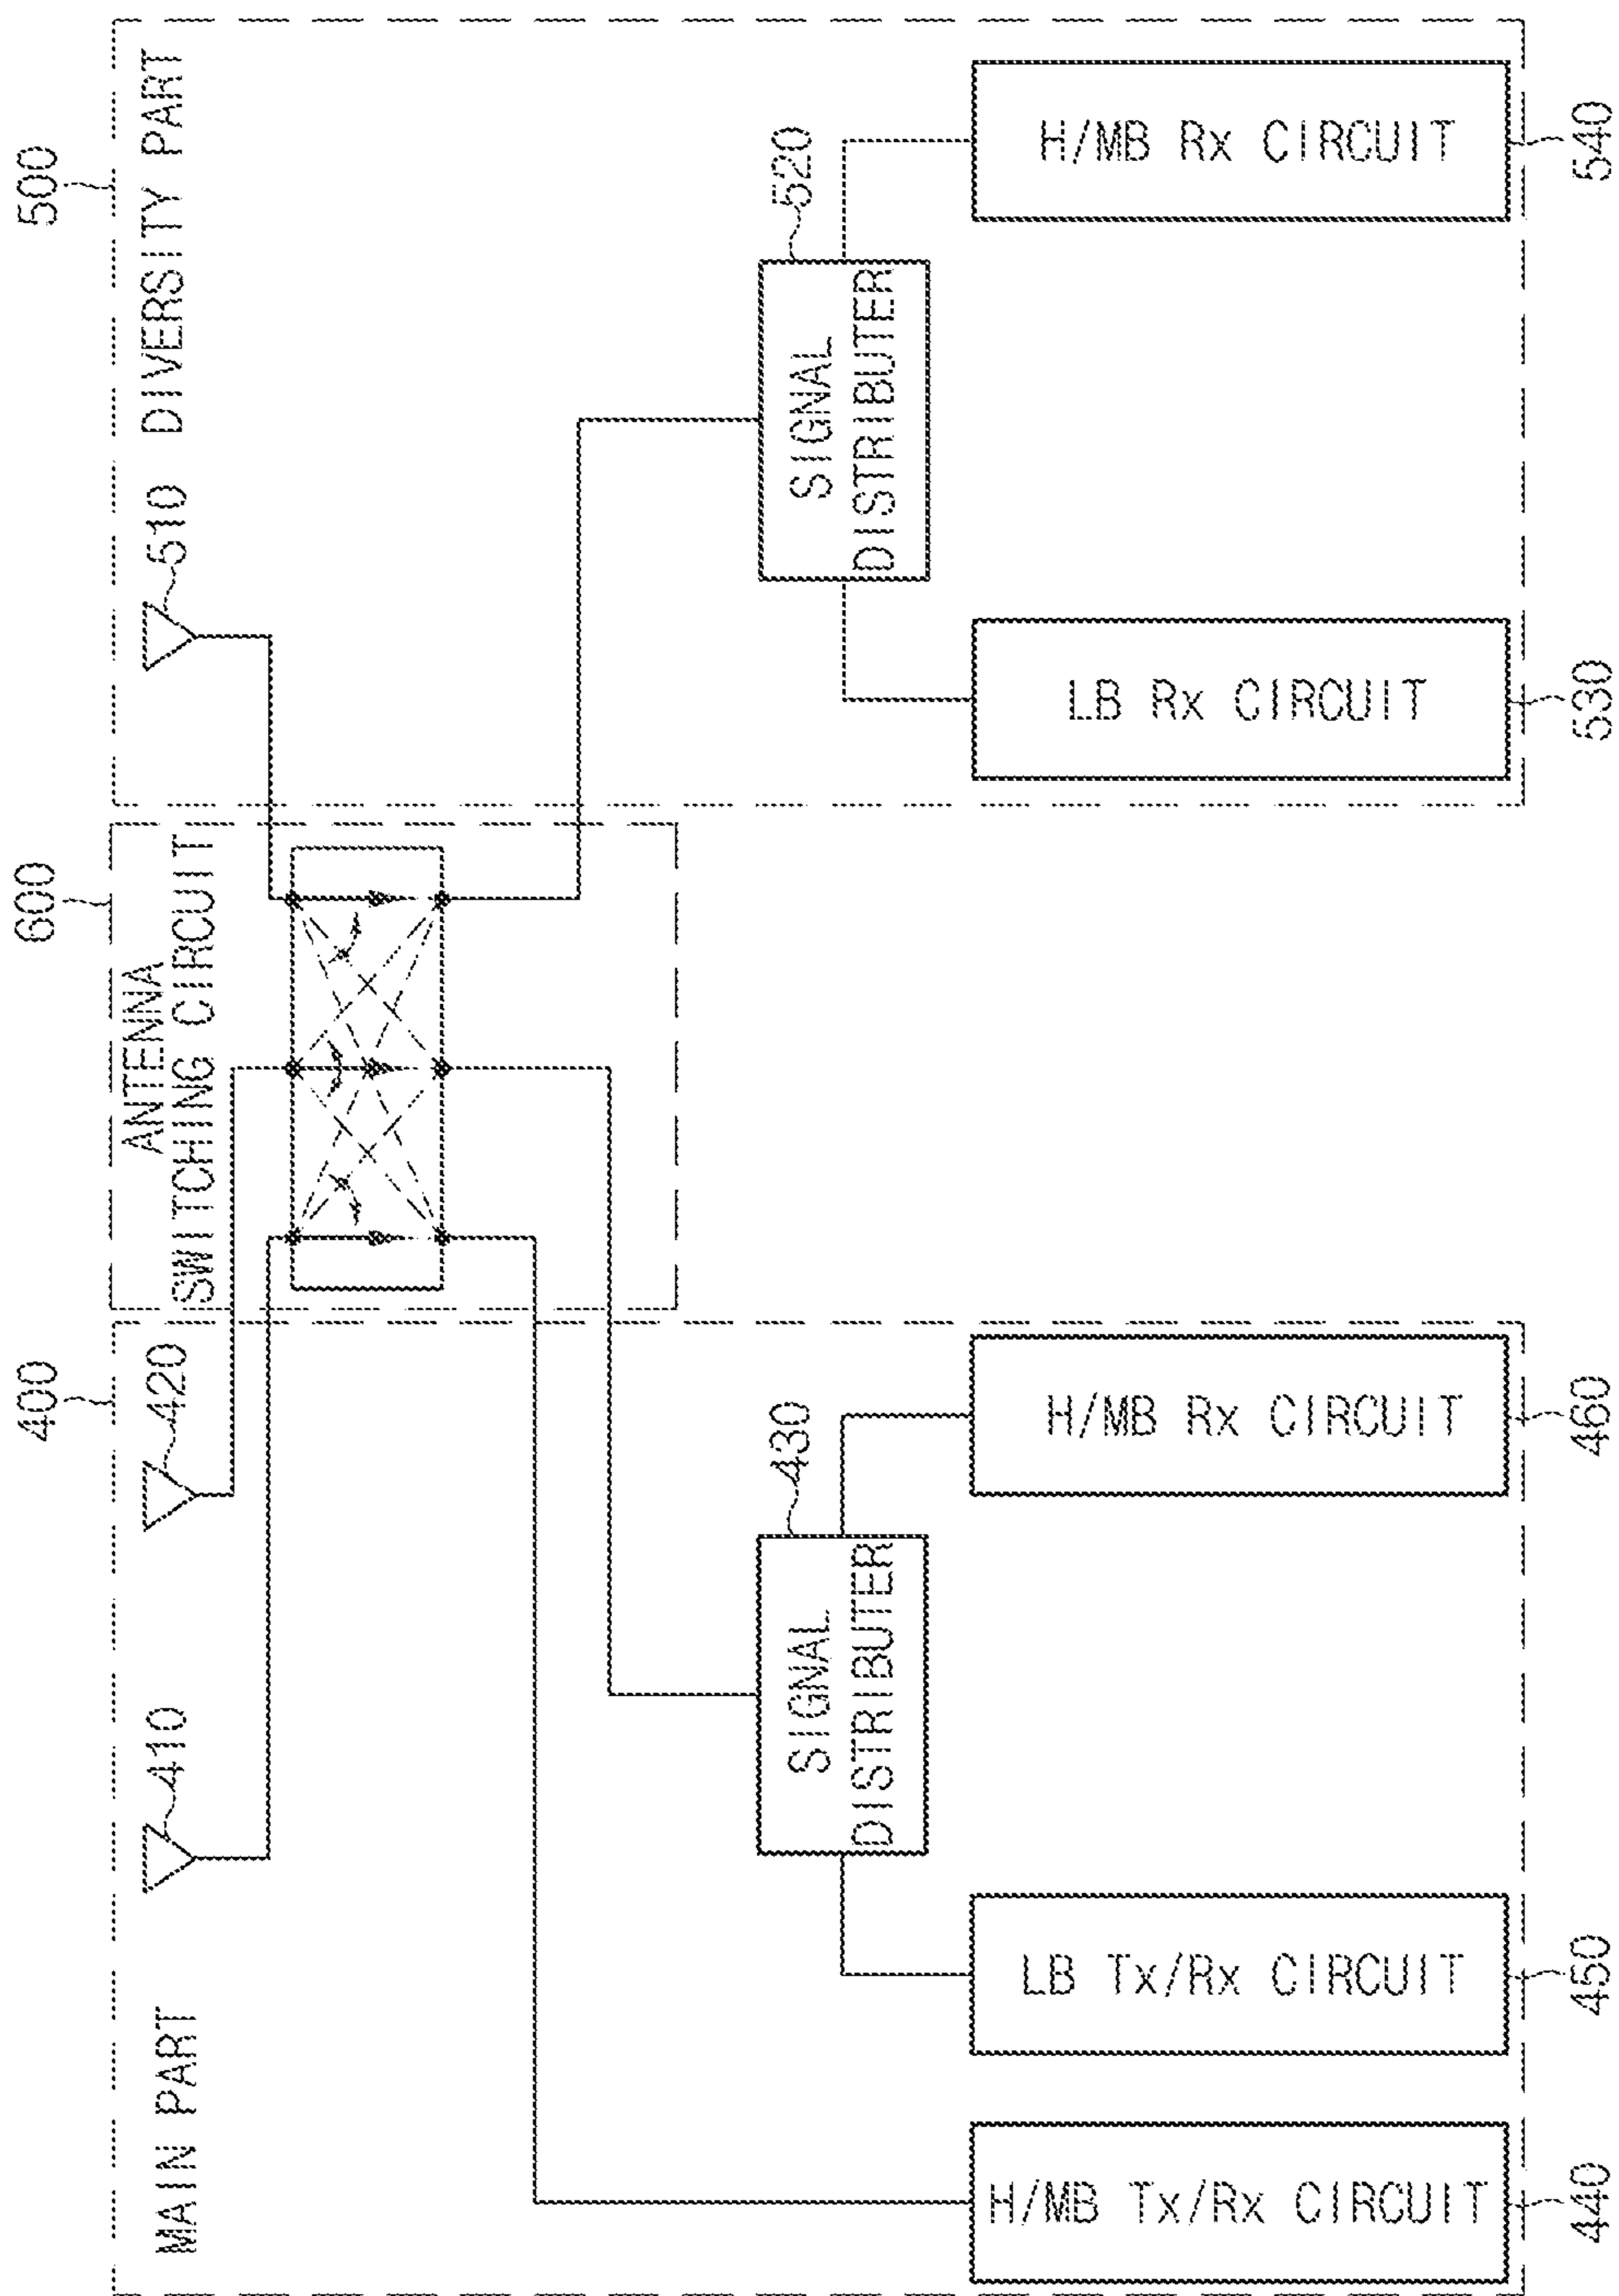 400
600
500
MAIN PART
410
420
ANTENNA
SWITCHING CIRCUIT
510
DIVERSITY PART
430
SIGNAL
DISTRIBUTER
520
SIGNAL
DISTRIBUTER
H/MB Tx/Rx CIRCUIT
LB Tx/Rx CIRCUIT
H/MB Rx CIRCUIT
LB Rx CIRCUIT
H/MB Rx CIRCUIT
440
450
460
530
540